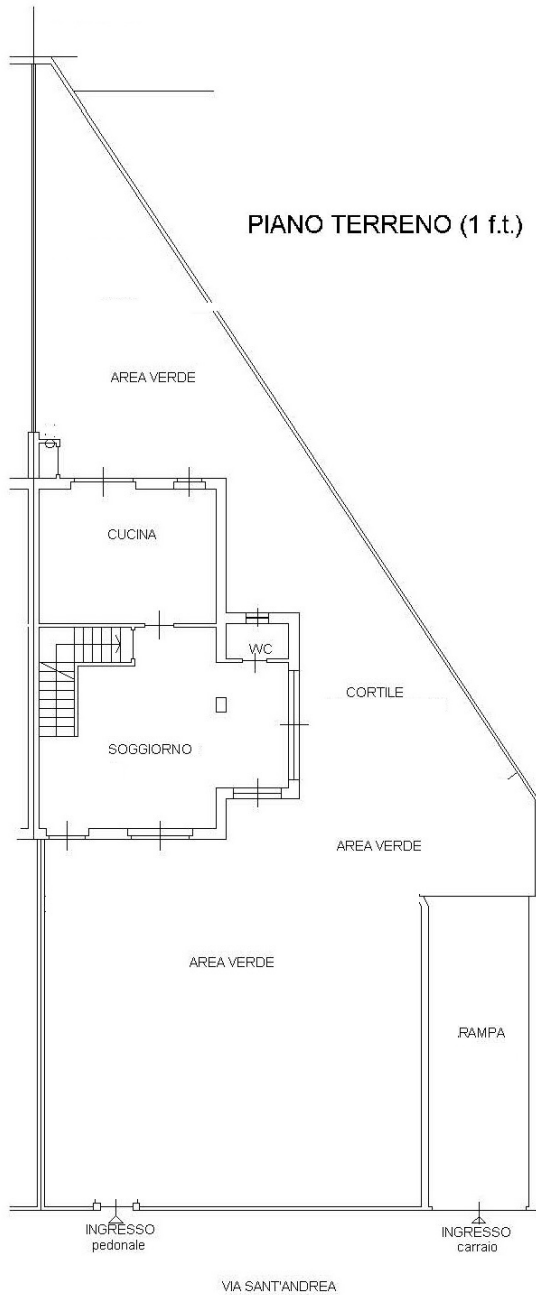 PIANO TERRENO (1 f.t.)
AREA VERDE
CUCINA
WC
CORTILE
SOGGIORNO
AREA VERDE
AREA VERDE
RAMPA
INGRESSO
pedonale
INGRESSO
carraio
VIA SANT'ANDREA